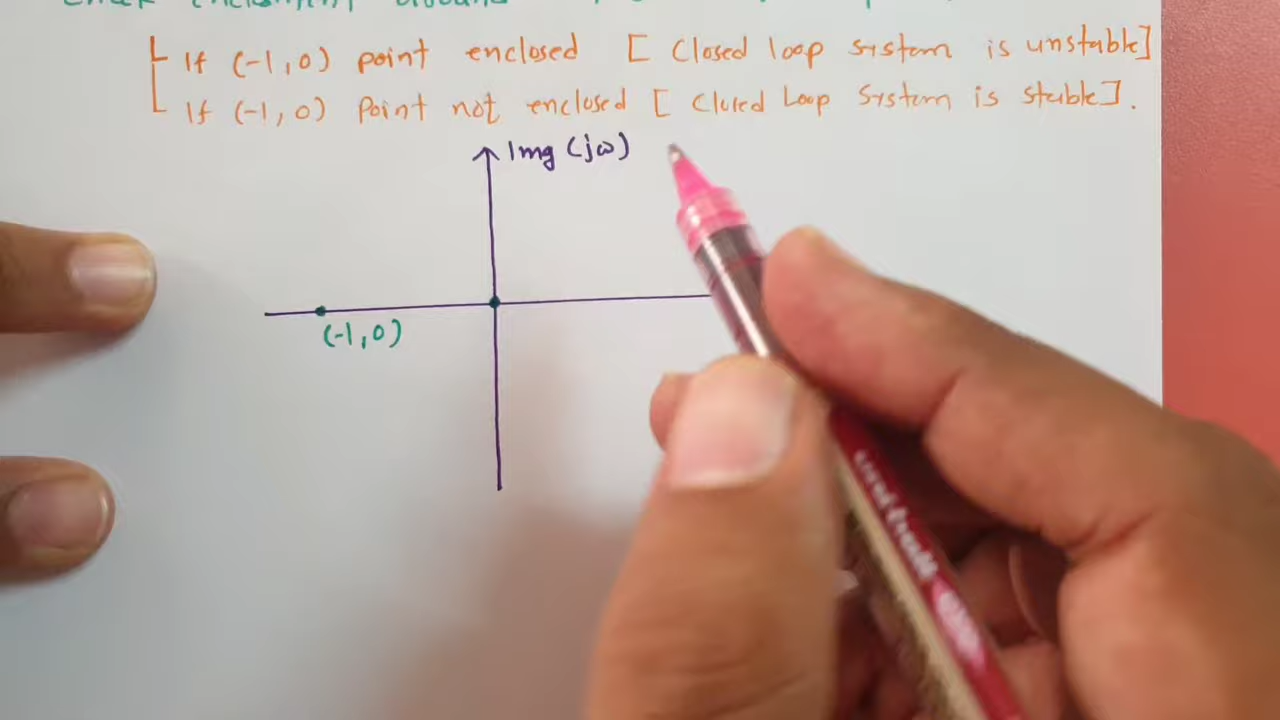 If (-1,0) point enclosed [ Closed loop system is unstable]
If (-1,0) Point not enclosed [ Closed Loop System is stable].
Img (jω)
(-1,0)